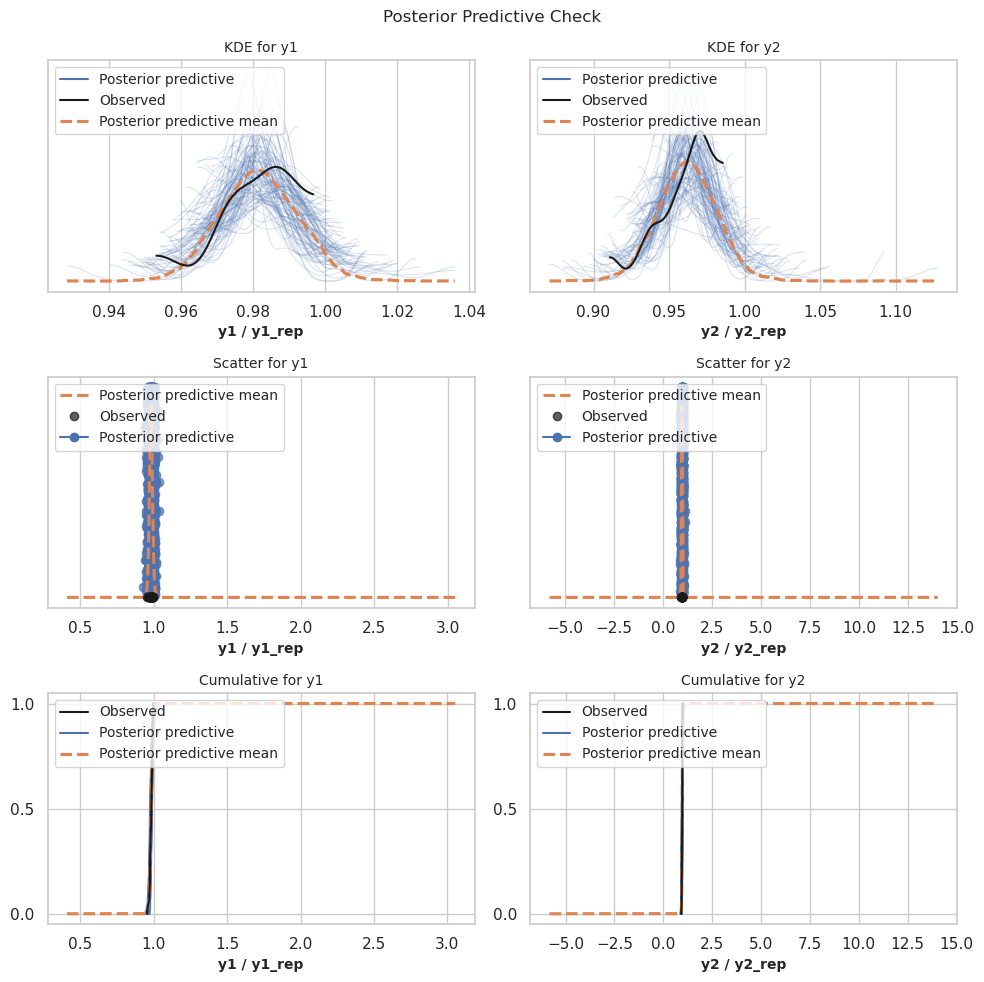 Posterior Predictive Check
KDE for y1
Posterior predictive
Observed
Posterior predictive mean
0.94 0.96 0.98 1.00 1.02 1.04
y1 / y1_rep
KDE for y2
Posterior predictive
Observed
Posterior predictive mean
0.90 0.95 1.00 1.05 1.10
y2 / y2_rep
Scatter for y1
Posterior predictive mean
Observed
Posterior predictive
0.5 1.0 1.5 2.0 2.5 3.0
y1 / y1_rep
Scatter for y2
Posterior predictive mean
Observed
Posterior predictive
−5.0 −2.5 0.0 2.5 5.0 7.5 10.0 12.5 15.0
y2 / y2_rep
Cumulative for y1
Observed
Posterior predictive
Posterior predictive mean
1.0
0.5
0.0
0.5 1.0 1.5 2.0 2.5 3.0
y1 / y1_rep
Cumulative for y2
Observed
Posterior predictive
Posterior predictive mean
1.0
0.5
0.0
−5.0 −2.5 0.0 2.5 5.0 7.5 10.0 12.5 15.0
y2 / y2_rep